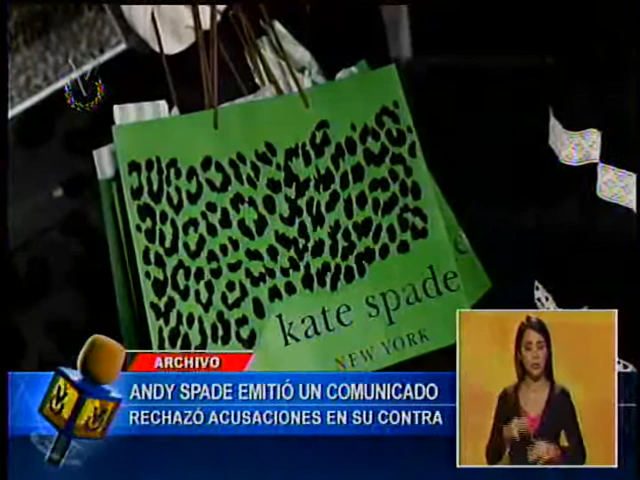 kate spade
NEW YORK
ARCHIVO
ANDY SPADE EMITIÓ UN COMUNICADO
RECHAZÓ ACUSACIONES EN SU CONTRA